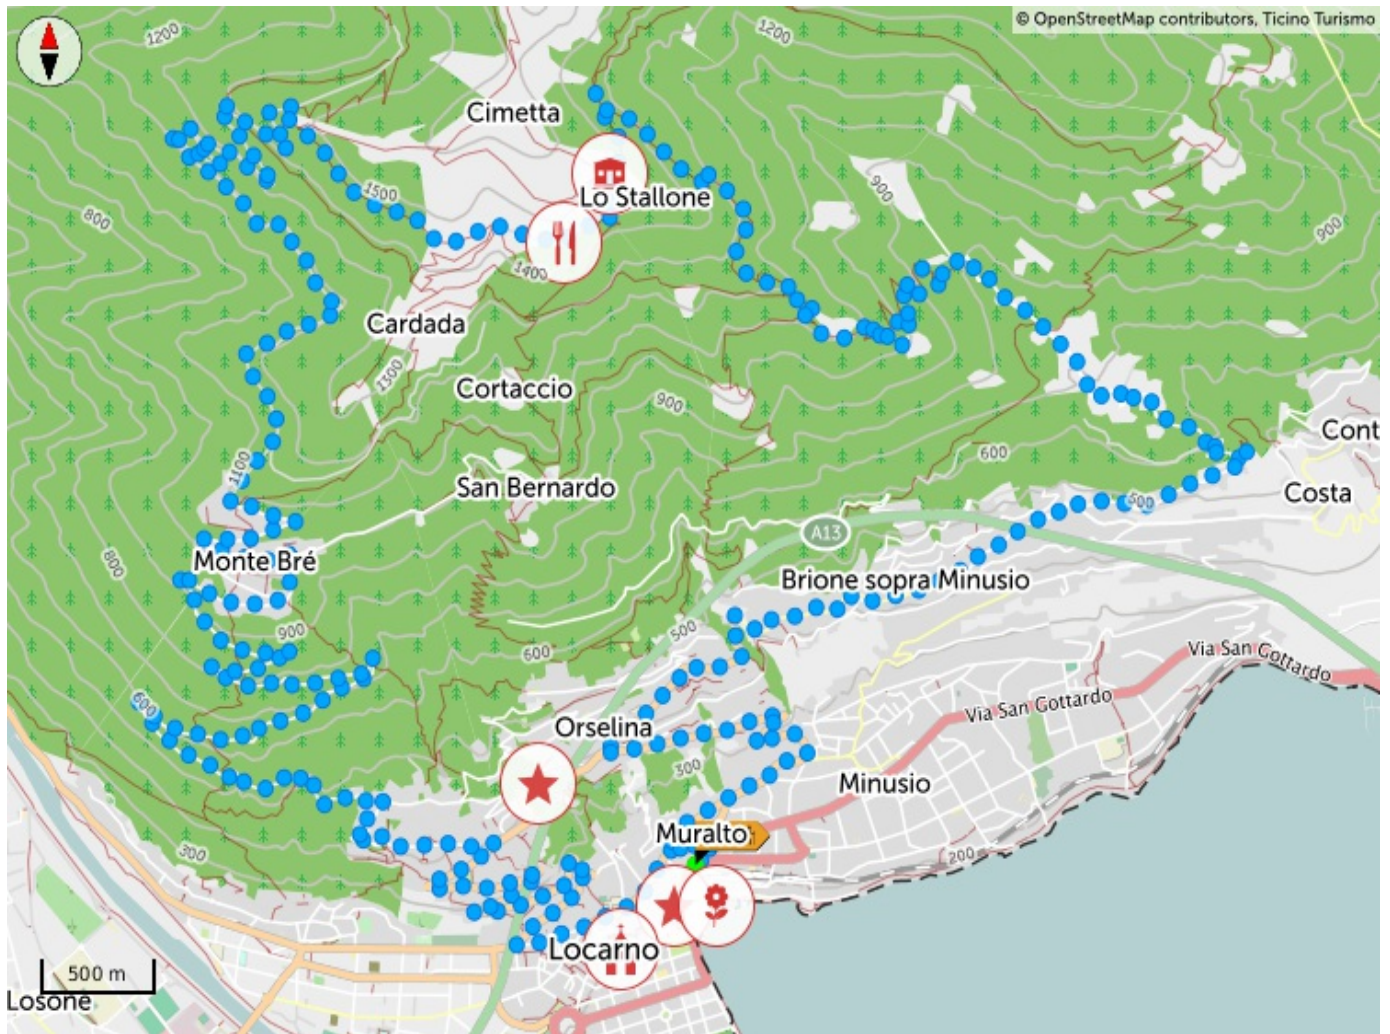 © OpenStreetMap contributors, Ticino Turismo
1200
1200
Cimetta
900
1500
Lo Stallone
800
900
1400
Cardada
1300
Cortaccio
900
Cont
600
1100
San Bernardo
Costa
500
A13
Monte Bré
800
Brione sopra Minusio
900
500
600
Via San Gottardo
Via San Gottardo
600
Orselina
300
Minusio
Muralto
300
200
Locarno
500 m
Losone